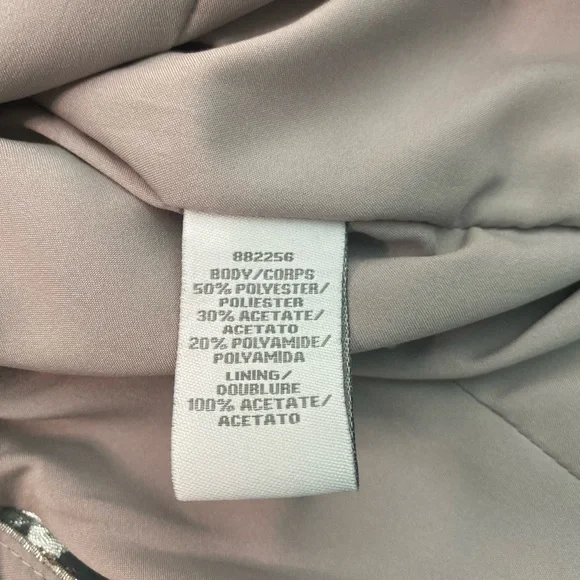 882256
BODY/CORPS
50% POLYESTER/
POLIESTER
30% ACETATE/
ACETATO
20% POLYAMIDE/
POLYAMIDA
LINING/
DOUBLURE
100% ACETATE/
ACETATO